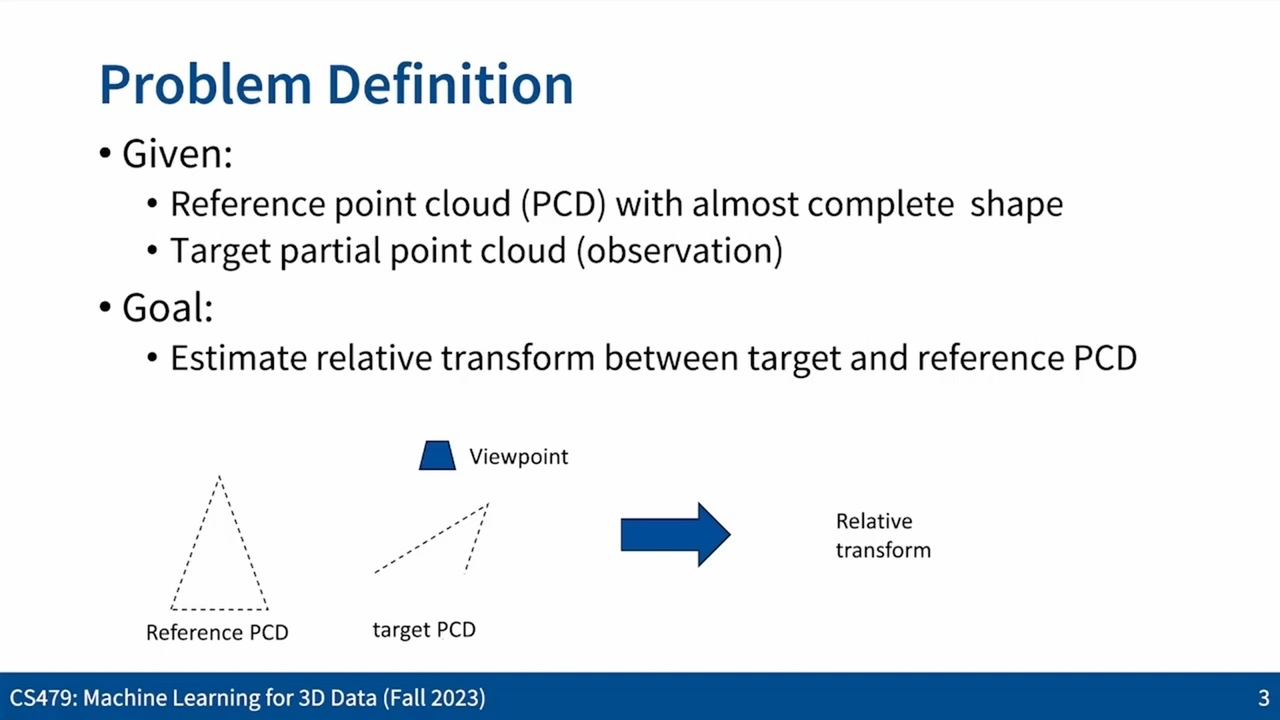 Problem Definition
• Given:
• Reference point cloud (PCD) with almost complete  shape
• Target partial point cloud (observation)
• Goal:
• Estimate relative transform between target and reference PCD
Viewpoint
Relative
transform
Reference PCD
target PCD
CS479: Machine Learning for 3D Data (Fall 2023)
3